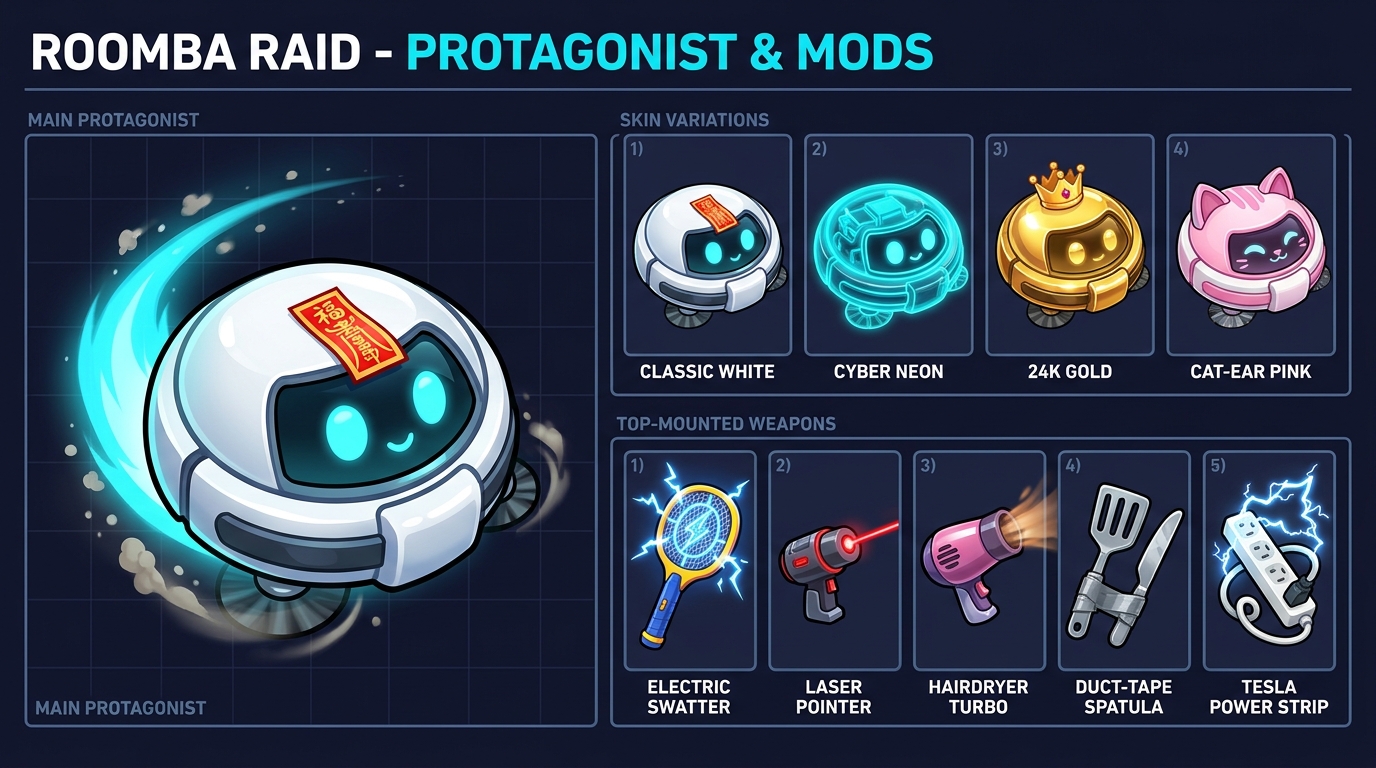 ROOMBA RAID - PROTAGONIST & MODS
MAIN PROTAGONIST
MAIN PROTAGONIST
SKIN VARIATIONS
1)
2)
3)
4)
CLASSIC WHITE
CYBER NEON
24K GOLD
CAT-EAR PINK
TOP-MOUNTED WEAPONS
1)
2)
3)
4)
5)
ELECTRIC
SWATTER
LASER
POINTER
HAIRDRYER
TURBO
DUCT-TAPE
SPATULA
TESLA
POWER STRIP